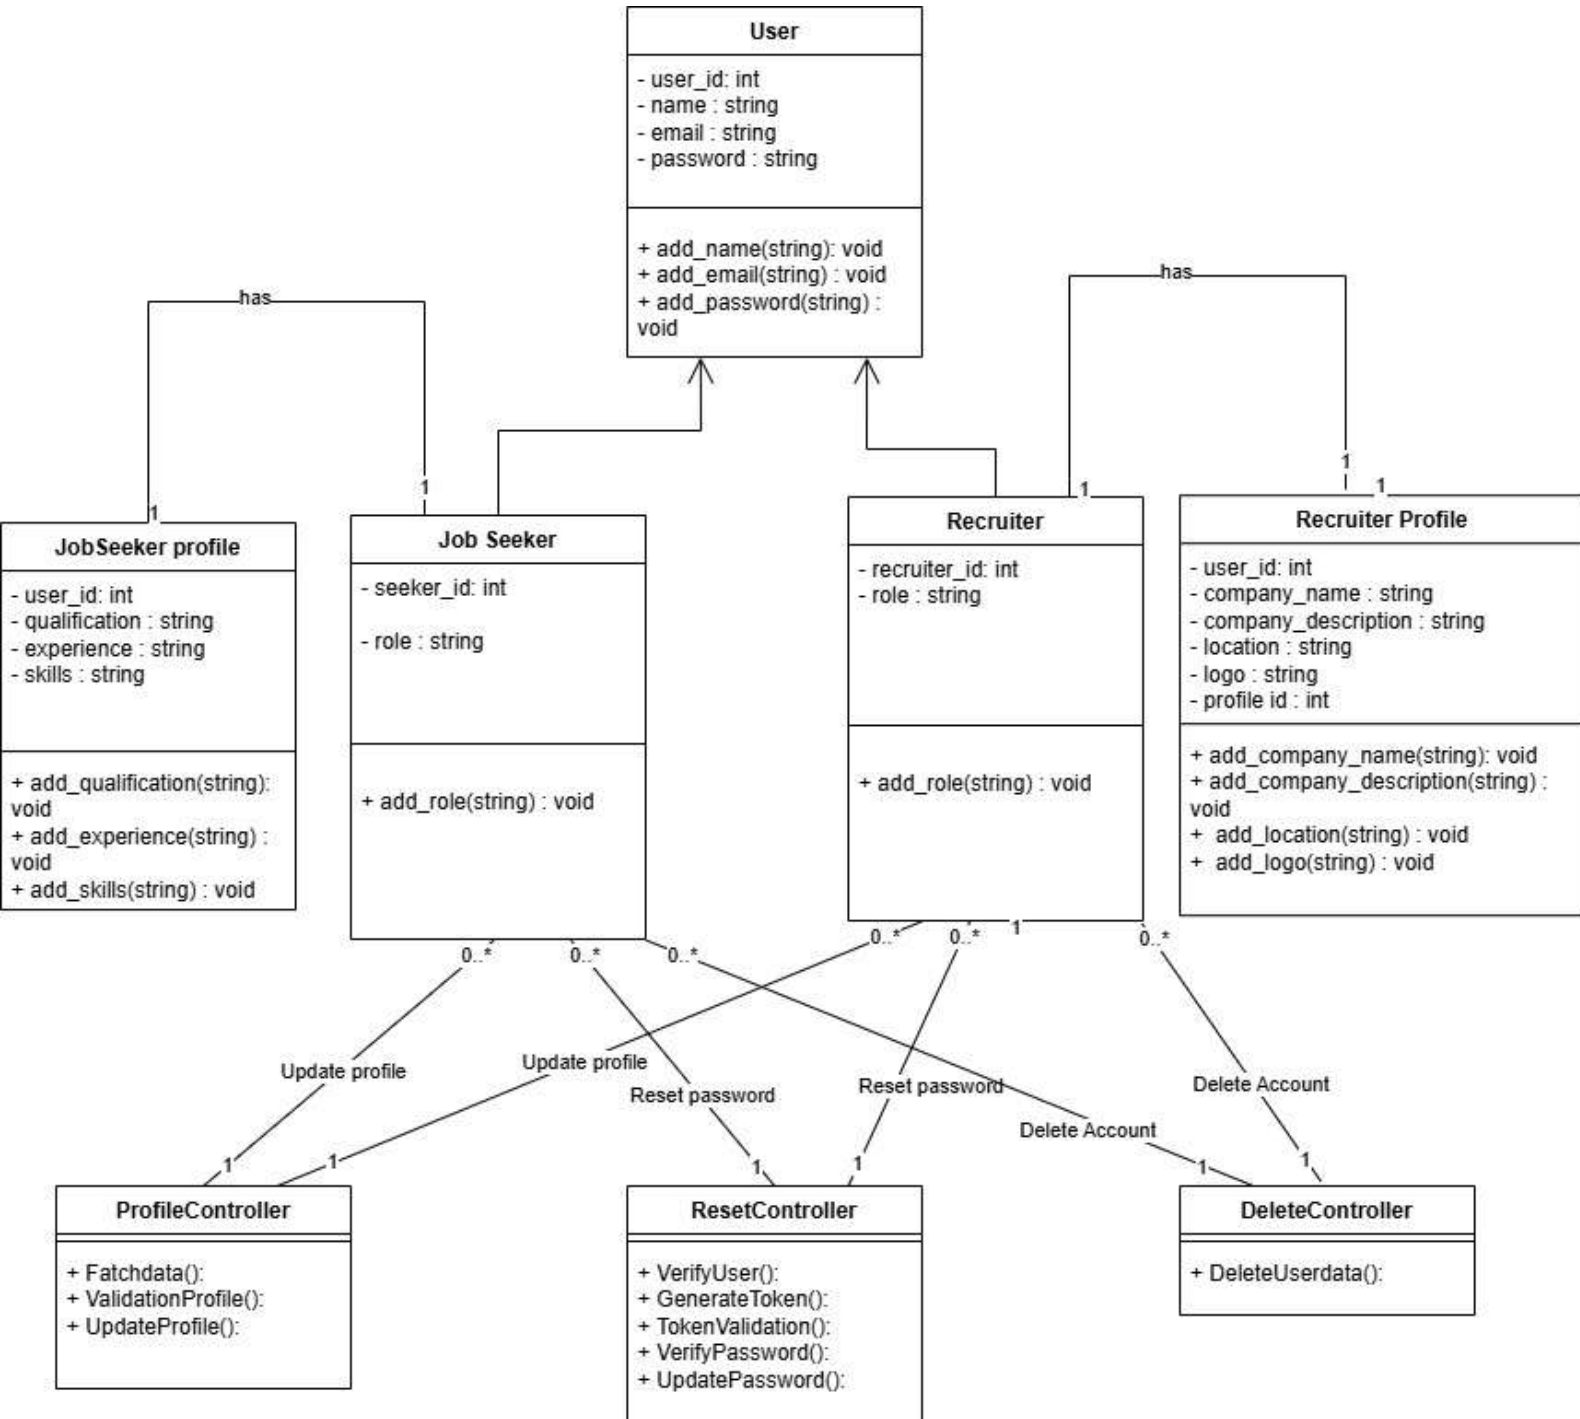 User
- user_id: int
- name : string
- email : string
- password : string
+ add_name(string): void
+ add_email(string) : void
+ add_password(string) :
void
has
has
1
1
1
1
1
JobSeeker profile
- user_id: int
- qualification : string
- experience : string
- skills : string
+ add_qualification(string):
void
+ add_experience(string) :
void
+ add_skills(string) : void
Job Seeker
- seeker_id: int
- role : string
+ add_role(string) : void
Recruiter
- recruiter_id: int
- role : string
+ add_role(string) : void
Recruiter Profile
- user_id: int
- company_name : string
- company_description : string
- location : string
- logo : string
- profile id : int
+ add_company_name(string): void
+ add_company_description(string) :
void
+ add_location(string) : void
+ add_logo(string) : void
0..*
0..*
0..*
0..*
0..*
1
0..*
Update profile
Update profile
Reset password
Reset password
Delete Account
Delete Account
1
1
1
1
1
1
ProfileController
+ Fatchdata():
+ ValidationProfile():
+ UpdateProfile():
ResetController
+ VerifyUser():
+ GenerateToken():
+ TokenValidation():
+ VerifyPassword():
+ UpdatePassword():
DeleteController
+ DeleteUserdata():